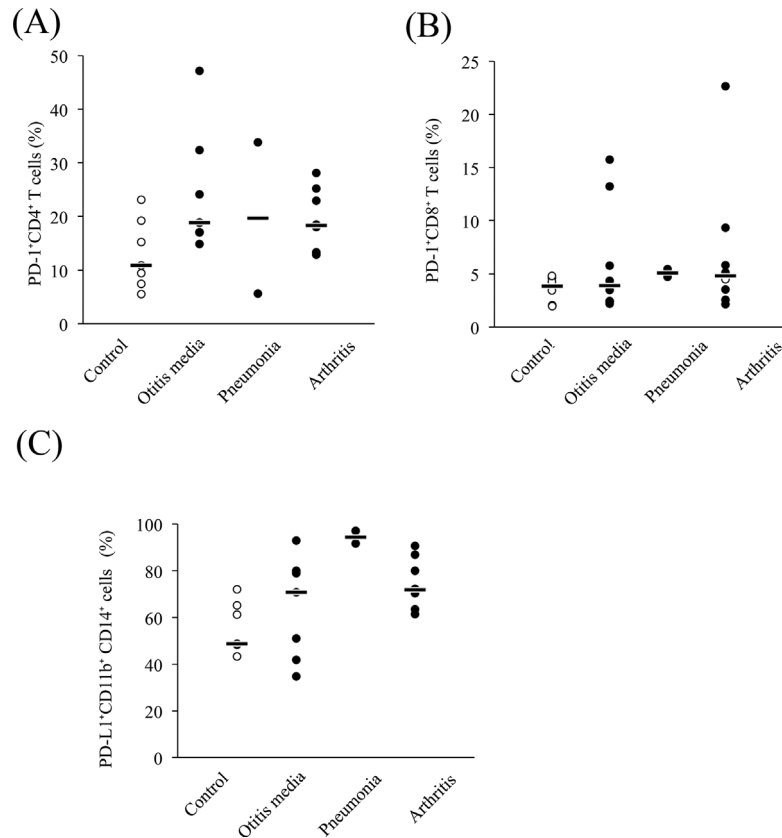 (A)
PD-1⁺CD4⁺ T cells (%)
50
40
30
20
10
0
Control
Otitis media
Pneumonia
Arthritis
(B)
PD-1⁺CD8⁺ T cells (%)
25
20
15
10
5
0
Control
Otitis media
Pneumonia
Arthritis
(C)
PD-L1⁺CD11b⁺ CD14⁺ cells (%)
100
80
60
40
20
0
Control
Otitis media
Pneumonia
Arthritis